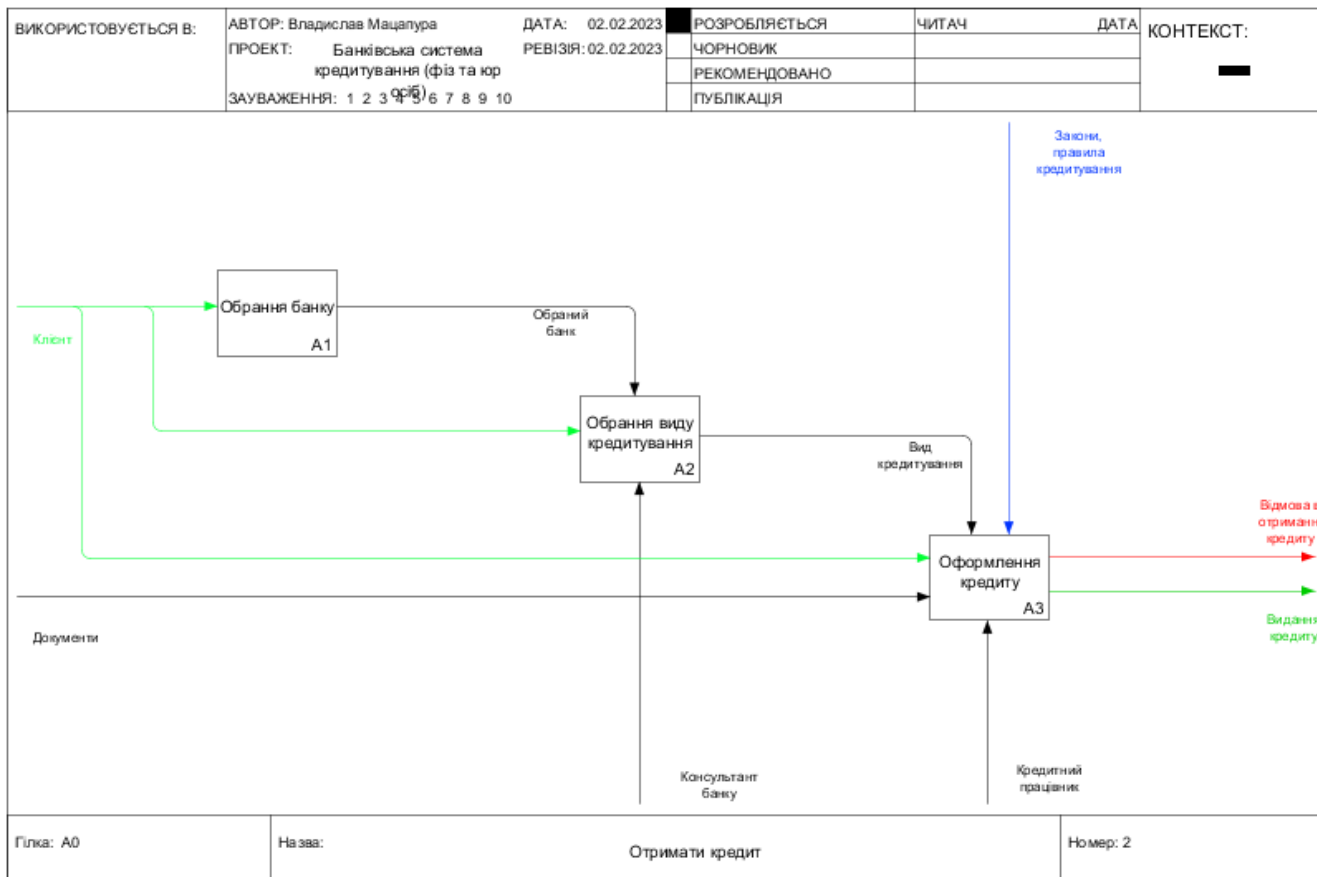 ВИКОРИСТОВУЄТЬСЯ В:
АВТОР: Владислав Мацапура
ДАТА: 02.02.2023
ПРОЕКТ: Банківська система
кредитування (фіз та юр
осіб)
РЕВІЗІЯ: 02.02.2023
ЗАУВАЖЕННЯ: 1 2 3 4 5 6 7 8 9 10
РОЗРОБЛЯЄТЬСЯ
ЧОРНОВИК
РЕКОМЕНДОВАНО
ПУБЛІКАЦІЯ
ЧИТАЧ
ДАТА
КОНТЕКСТ:
Закони,
правила
кредитування
Клієнт
Обрання банку
A1
Обраний
банк
Обрання виду
кредитування
A2
Вид
кредитування
Оформлення
кредиту
A3
Відмова в
отриманн
кредиту
Видання
кредиту
Документи
Консультант
банку
Кредитний
працівник
Гілка: A0
Назва:
Отримати кредит
Номер: 2